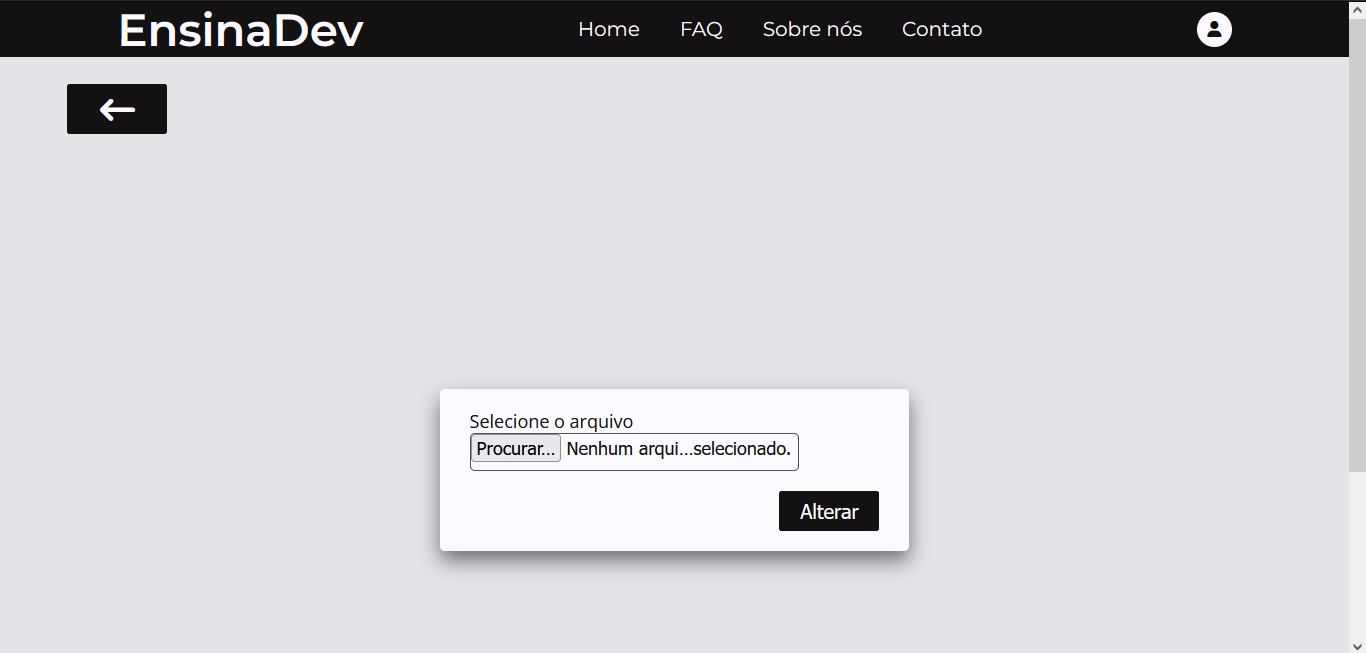 EnsinaDev Home FAQ Sobre nós Contato
Selecione o arquivo
Procurar... Nenhum arqui...selecionado.
Alterar